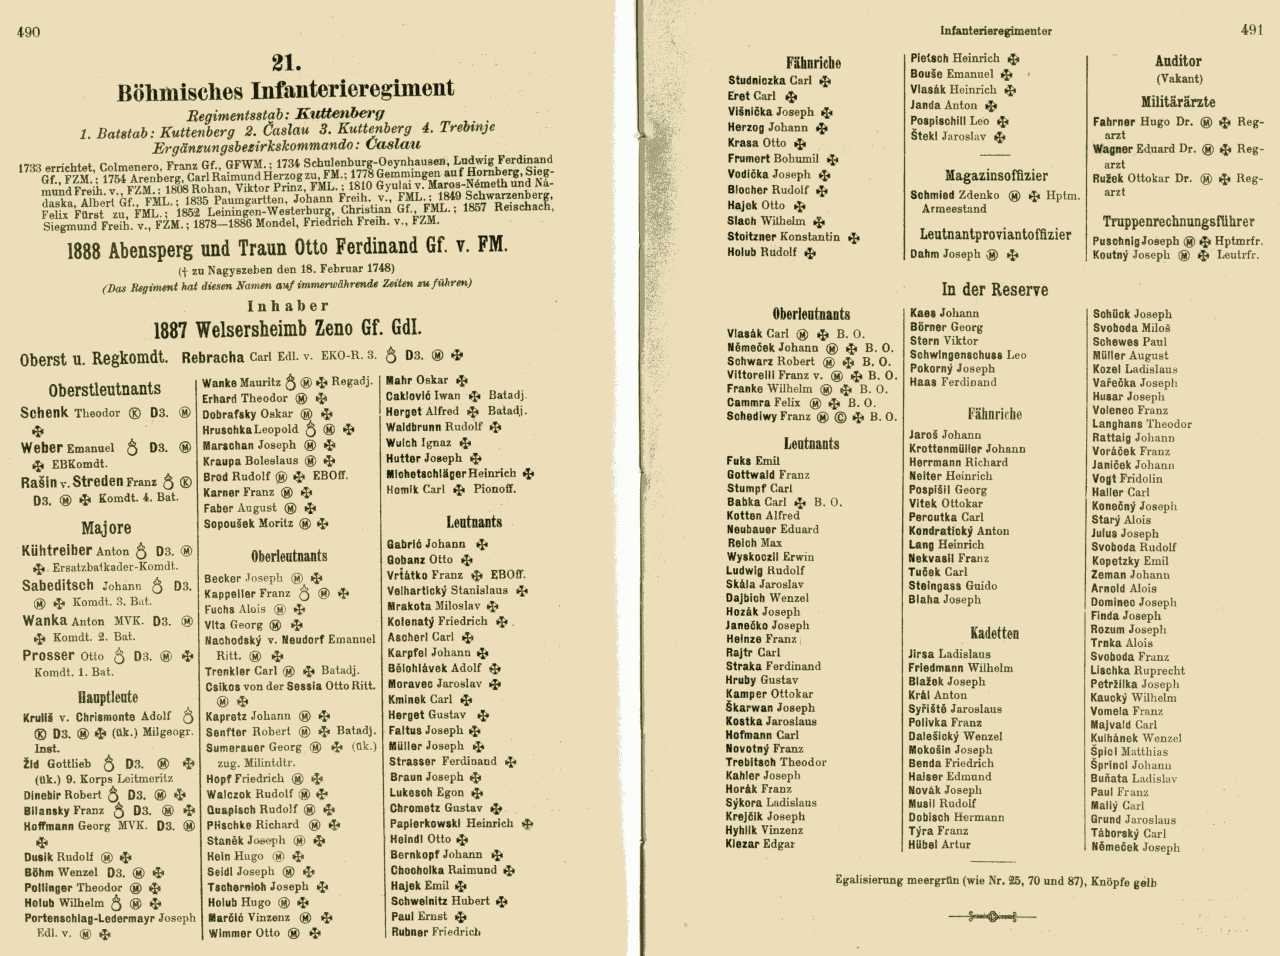 490
21.
Böhmisches Infanterieregiment
Regimentsstab: Kuttenberg
1. Batstab: Kuttenberg 2. Časlau 3. Kuttenberg 4. Trebinje
Ergänzungsbezirkskommando: Časlau
1733 errichtet, Colmenero, Franz Gf., GFWM.; 1734 Schulenburg-Oeynhausen, Ludwig Ferdinand
Gf., FZM.; 1754 Arenberg, Carl Raimund Herzog zu, FM.; 1778 Gemmingen auf Hornberg, Sieg-
mund Freih. v., FZM.; 1808 Rohan, Viktor Prinz, FML.; 1810 Gyulai v. Maros-Németh und Ná-
daska, Albert Gf., FML.; 1835 Paumgartten, Johann Freih. v., FML.; 1849 Schwarzenberg,
Felix Fürst zu, FML.; 1852 Leiningen-Westerburg, Christian Gf., FML.; 1857 Reischach,
Siegmund Freih. v., FZM.; 1878—1886 Mondel, Friedrich Freih. v., FZM.
1888 Abensperg und Traun Otto Ferdinand Gf. v. FM.
(† zu Nagyszeben den 18. Februar 1748)
(Das Regiment hat diesen Namen auf immerwährende Zeiten zu führen)
Inhaber
1887 Welsersheimb Zeno Gf. GdI.
Oberst u. Regkomdt. Rebracha Carl Edl. v. EKO-R. 3. D3. Ⓜ ✠
Oberstleutnants
Schenk Theodor Ⓚ D3. Ⓜ
✠
Weber Emanuel D3. Ⓜ
✠ EBKomdt.
Rašin v. Streden Franz Ⓚ
D3. Ⓜ ✠ Komdt. 4. Bat.
Majore
Kühtreiber Anton D3. Ⓜ
✠ Ersatzbatkader-Komdt.
Sabeditsch Johann D3.
Ⓜ ✠ Komdt. 3. Bat.
Wanka Anton MVK. D3. Ⓜ
✠ Komdt. 2. Bat.
Prosser Otto D3. Ⓜ ✠
Komdt. 1. Bat.
Hauptleute
Kruliš v. Chrismonte Adolf
Ⓚ D3. Ⓜ ✠ (ük.) Milgeogr.
Inst.
Žid Gottlieb D3. Ⓜ ✠
(ük.) 9. Korps Leitmeritz
Dinebir Robert D3. Ⓜ ✠
Bilansky Franz D3. Ⓜ ✠
Hoffmann Georg MVK. D3. Ⓜ
✠
Dusik Rudolf Ⓜ ✠
Böhm Wenzel D3. Ⓜ ✠
Pollinger Theodor Ⓜ ✠
Holub Wilhelm Ⓜ ✠
Portenschlag-Ledermayr Joseph
Edl. v. Ⓜ ✠
Wanke Mauritz Ⓜ ✠ Regadj.
Erhard Theodor Ⓜ ✠
Dobrafsky Oskar Ⓜ ✠
Hruschka Leopold Ⓜ ✠
Marschan Joseph Ⓜ ✠
Kraupa Boleslaus Ⓜ ✠
Brod Rudolf Ⓜ ✠ EBOff.
Karner Franz Ⓜ ✠
Faber August Ⓜ ✠
Sopoušek Moritz Ⓜ ✠
Oberleutnants
Becker Joseph Ⓜ ✠
Kappeller Franz Ⓜ ✠
Fuchs Alois Ⓜ ✠
Vita Georg Ⓜ ✠
Nachodský v. Neudorf Emanuel
Ritt. Ⓜ ✠
Trenkler Carl Ⓜ ✠ Batadj.
Csikos von der Sessia Otto Ritt.
Ⓜ ✠
Kapretz Johann Ⓜ ✠
Senfter Robert Ⓜ ✠ Batadj.
Sumerauer Georg Ⓜ ✠ (ük.)
zug. Milintdtr.
Hopf Friedrich Ⓜ ✠
Walczok Rudolf Ⓜ ✠
Quapisch Rudolf Ⓜ ✠
Plischke Richard Ⓜ ✠
Staněk Joseph Ⓜ ✠
Hein Hugo Ⓜ ✠
Seidl Joseph Ⓜ ✠
Tschernich Joseph ✠
Holub Hugo Ⓜ ✠
Marčić Vinzenz Ⓜ ✠
Wimmer Otto Ⓜ ✠
Mahr Oskar ✠
Caklović Iwan ✠ Batadj.
Herget Alfred ✠ Batadj.
Waldbrunn Rudolf ✠
Wulch Ignaz ✠
Hutter Joseph ✠
Michetschläger Heinrich ✠
Homik Carl ✠ Pionoff.
Leutnants
Gabrić Johann ✠
Gobanz Otto ✠
Vrťátko Franz ✠ EBOff.
Velhartický Stanislaus ✠
Mrakota Miloslav ✠
Kolenatý Friedrich ✠
Ascherl Carl ✠
Karpfel Johann ✠
Bělohlávek Adolf ✠
Moravec Jaroslav ✠
Kminek Carl ✠
Herget Gustav ✠
Faltus Joseph ✠
Müller Joseph ✠
Strasser Ferdinand ✠
Braun Joseph ✠
Lukesch Egon ✠
Chrometz Gustav ✠
Papierkowski Heinrich ✠
Heindl Otto ✠
Bernkopf Johann ✠
Chocholka Raimund ✠
Hajek Emil ✠
Schwelnitz Hubert ✠
Paul Ernst ✠
Rubner Friedrich
Infanterieregimenter
491
Fähnriche
Studniczka Carl ✠
Eret Carl ✠
Višnička Joseph ✠
Herzog Johann ✠
Krasa Otto ✠
Frumert Bohumil ✠
Vodička Joseph ✠
Blocher Rudolf ✠
Hajek Otto ✠
Slach Wilhelm ✠
Stoitzner Konstantin ✠
Holub Rudolf ✠
Pietsch Heinrich ✠
Bouše Emanuel ✠
Vlasák Heinrich ✠
Janda Anton ✠
Pospischill Leo ✠
Štekl Jaroslav ✠
Magazinsoffizier
Schmied Zdenko Ⓜ ✠ Hptm.
Armeestand
Leutnantproviantoffizier
Dahm Joseph Ⓜ ✠
Auditor
(Vakant)
Militärärzte
Fahrner Hugo Dr. Ⓜ ✠ Reg-
arzt
Wagner Eduard Dr. Ⓜ ✠ Reg-
arzt
Ružek Ottokar Dr. Ⓜ ✠ Reg-
arzt
Truppenrechnungsführer
Puschnig Joseph Ⓜ ✠ Hptmrfr.
Koutný Joseph Ⓜ ✠ Leutrfr.
In der Reserve
Oberleutnants
Vlasák Carl Ⓜ ✠ B. O.
Němeček Johann Ⓜ ✠ B. O.
Schwarz Robert Ⓜ ✠ B. O.
Vittorelli Franz v. Ⓜ ✠ B. O.
Franke Wilhelm Ⓜ ✠ B. O.
Cammra Felix Ⓜ ✠ B. O.
Schediwy Franz Ⓜ Ⓒ ✠ B. O.
Leutnants
Fuks Emil
Gottwald Franz
Stumpf Carl
Babka Carl ✠ B. O.
Kotten Alfred
Neubauer Eduard
Reich Max
Wyskoczil Erwin
Ludwig Rudolf
Skála Jaroslav
Dajbich Wenzel
Hozák Joseph
Janečko Joseph
Heinze Franz
Rajtr Carl
Straka Ferdinand
Hruby Gustav
Kamper Ottokar
Škarwan Joseph
Kostka Jaroslaus
Hofmann Carl
Novotný Franz
Trebitsch Theodor
Kahler Joseph
Horák Franz
Sýkora Ladislaus
Krejčik Joseph
Hyhlik Vinzenz
Klezar Edgar
Kaes Johann
Börner Georg
Stern Viktor
Schwingenschuss Leo
Pokorný Joseph
Haas Ferdinand
Fähnriche
Jaroš Johann
Krottenmüller Johann
Herrmann Richard
Neiter Heinrich
Pospíšil Georg
Vitek Ottokar
Peroutka Carl
Kondratický Anton
Lang Heinrich
Nekvasil Franz
Tuček Carl
Steingass Guido
Blaha Joseph
Kadetten
Jirsa Ladislaus
Friedmann Wilhelm
Blažek Joseph
Král Anton
Syřiště Jaroslaus
Polivka Franz
Dalešický Wenzel
Mokošin Joseph
Benda Friedrich
Haiser Edmund
Novák Joseph
Musil Rudolf
Dobisch Hermann
Týra Franz
Hübel Artur
Schück Joseph
Svoboda Miloš
Schewes Paul
Müller August
Kozel Ladislaus
Vařečka Joseph
Husar Joseph
Volenec Franz
Langhans Theodor
Rattaig Johann
Voráček Franz
Janiček Johann
Vogt Fridolin
Haller Carl
Konečný Joseph
Starý Alois
Julus Joseph
Svoboda Rudolf
Kopetzky Emil
Zeman Johann
Arnold Alois
Dominec Joseph
Finda Joseph
Rozum Joseph
Trnka Alois
Svoboda Franz
Lischka Ruprecht
Petržilka Joseph
Kaucký Wilhelm
Vomela Franz
Majvald Carl
Kulhánek Wenzel
Špicl Matthias
Šprincl Johann
Buňata Ladislav
Paul Franz
Mallý Carl
Grund Jaroslaus
Táborský Carl
Němeček Joseph
Egalisierung meergrün (wie Nr. 25, 70 und 87), Knöpfe gelb